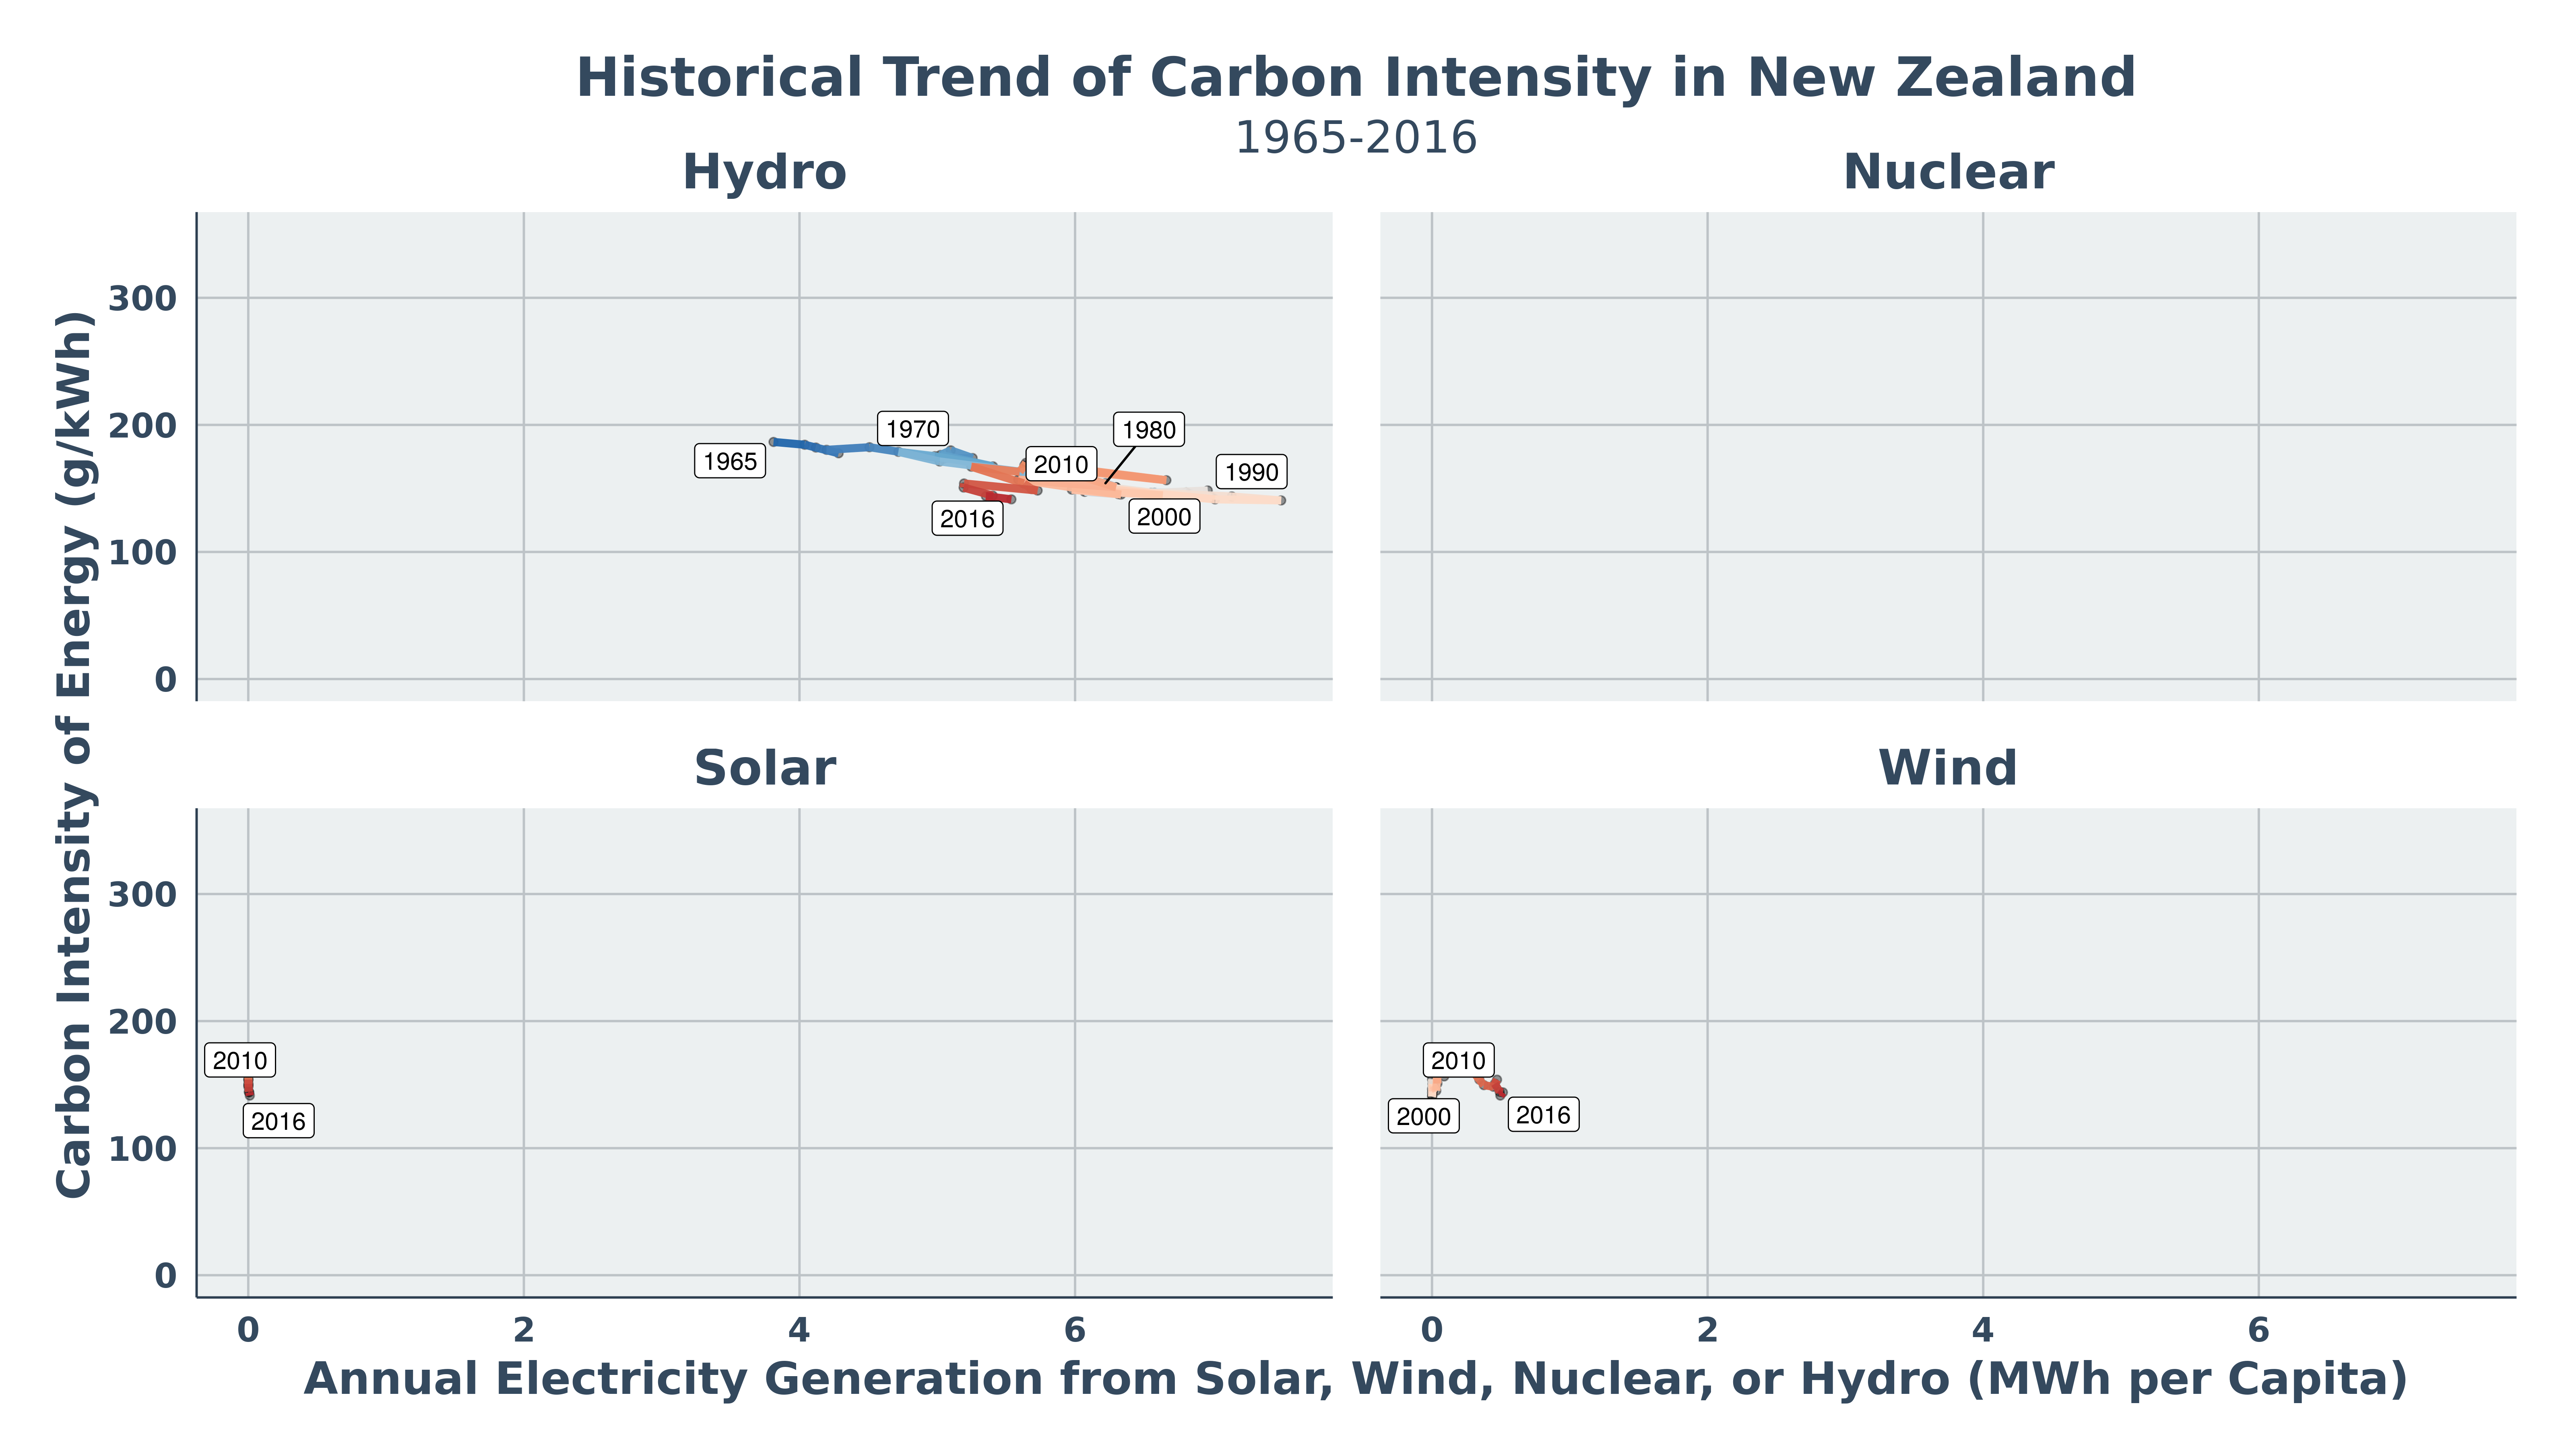 Historical Trend of Carbon Intensity in New Zealand
1965-2016
Hydro
Nuclear
Carbon Intensity of Energy (g/kWh)
300
200
100
0
1965
1970
1980
2010
1990
2016
2000
Solar
Wind
300
200
100
0
2010
2016
2010
2000
2016
0 2 4 6
0 2 4 6
Annual Electricity Generation from Solar, Wind, Nuclear, or Hydro (MWh per Capita)